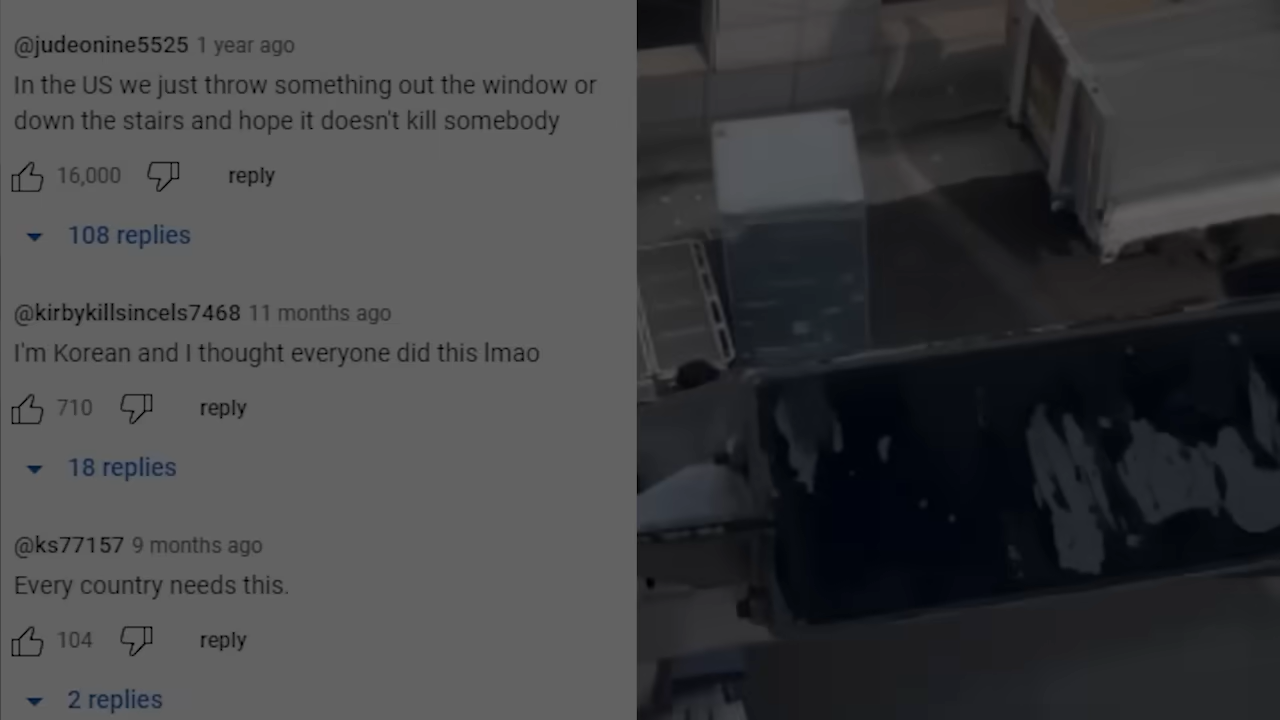 @judeonine5525 1 year ago
In the US we just throw something out the window or
down the stairs and hope it doesn't kill somebody
16,000 reply
108 replies
@kirbykillsincels7468 11 months ago
I'm Korean and I thought everyone did this lmao
710 reply
18 replies
@ks77157 9 months ago
Every country needs this.
104 reply
2 replies